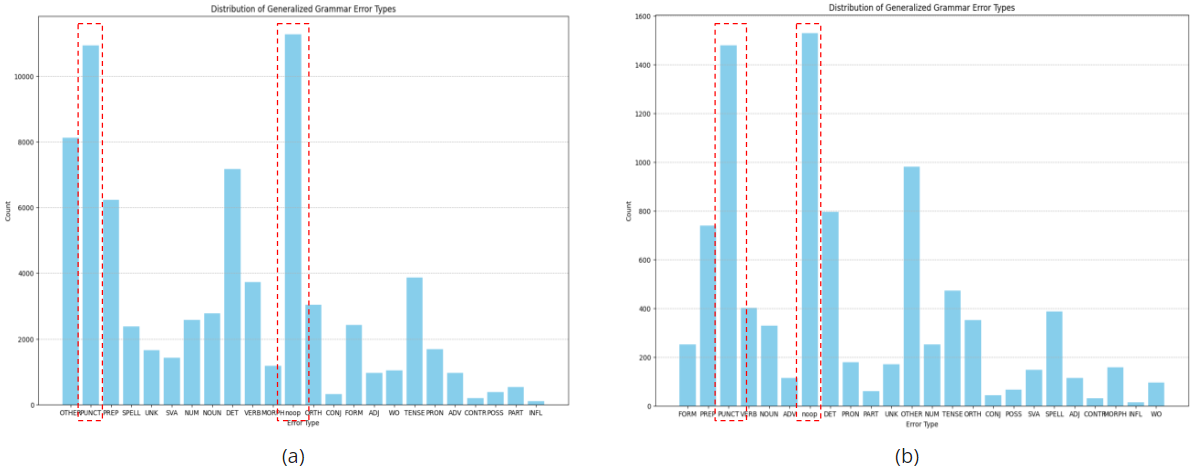 Distribution of Generalized Grammar Error Types
Count
10000
8000
6000
4000
2000
0
OTHER PUNCT PREP SPELL UNK SVA NUM NOUN DET VERB MORPH noop ORTH CONJ FORM ADJ WO TENSE PRON ADV CONTR POSS PART INFL
Error Type
(a)
Distribution of Generalized Grammar Error Types
Count
1600
1400
1200
1000
800
600
400
200
0
FORM PREP PUNCT VERB NOUN ADV noop DET PRON PART UNK OTHER NUM TENSE ORTH CONJ POSS SVA SPELL ADJ CONTR MORPH INFL WO
Error Type
(b)